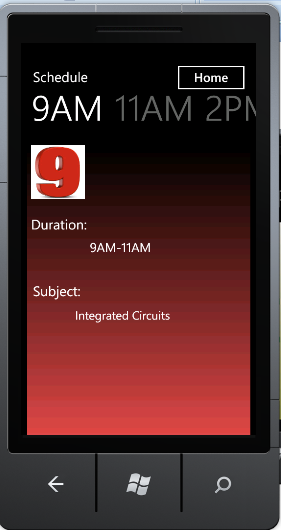 Schedule
Home
9AM 11AM 2PM
9
Duration:
9AM-11AM
Subject:
Integrated Circuits